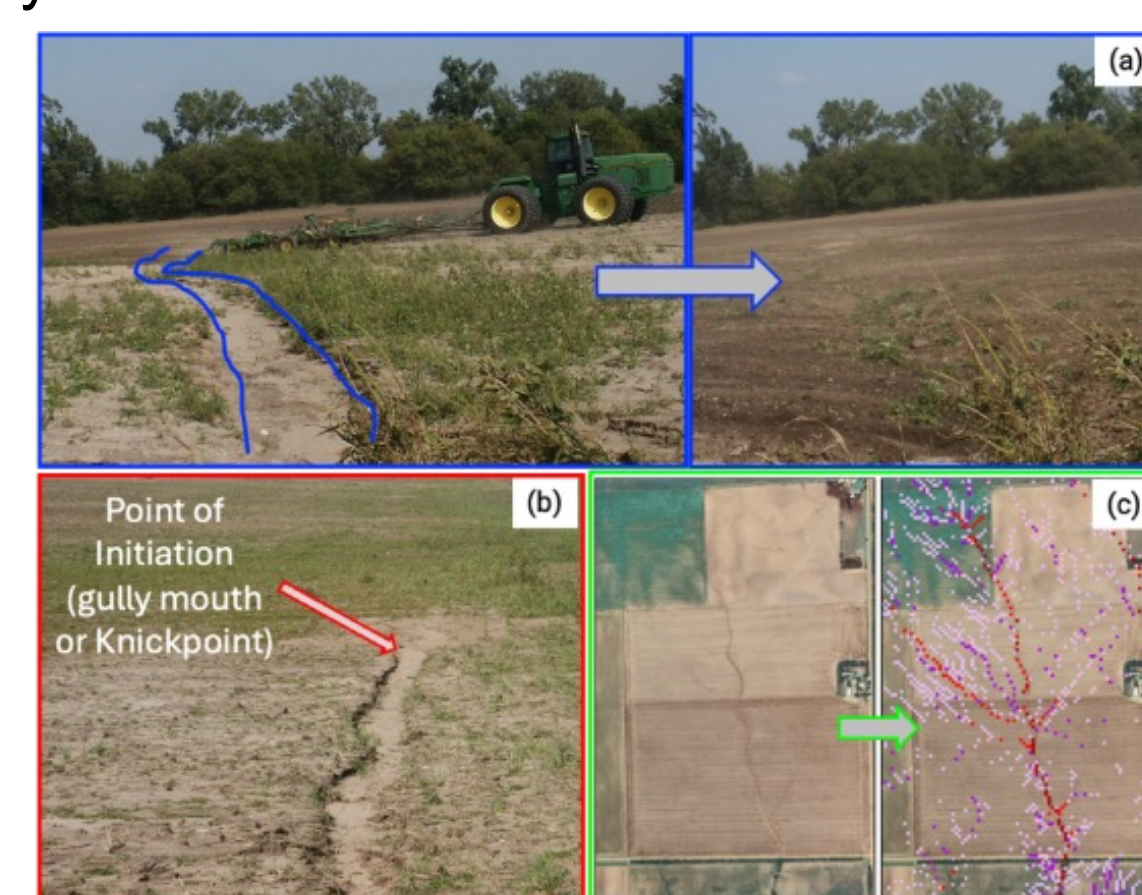 y
(a)
Point of
Initiation
(gully mouth
or Knickpoint)
(b)
(c)